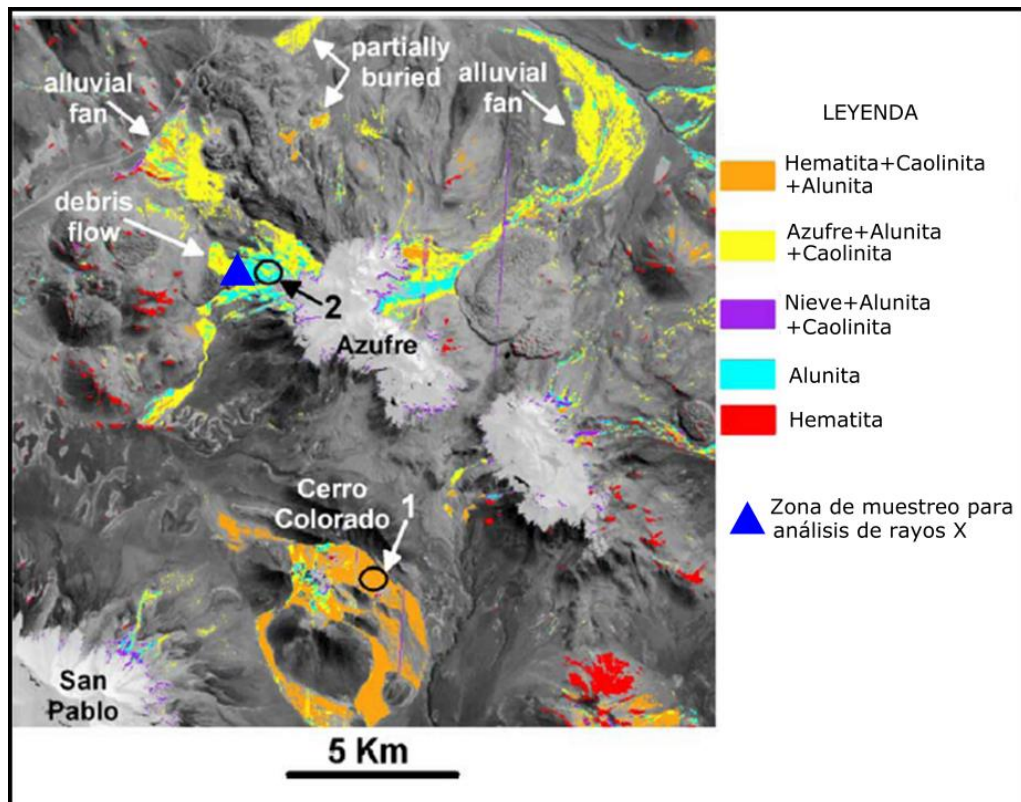 partially
buried
alluvial
fan
alluvial
fan
debris
flow
2
Azufre
Cerro
Colorado
1
San
Pablo
5 Km
LEYENDA
Hematita+Caolinita
+Alunita
Azufre+Alunita
+Caolinita
Nieve+Alunita
+Caolinita
Alunita
Hematita
Zona de muestreo para
análisis de rayos X